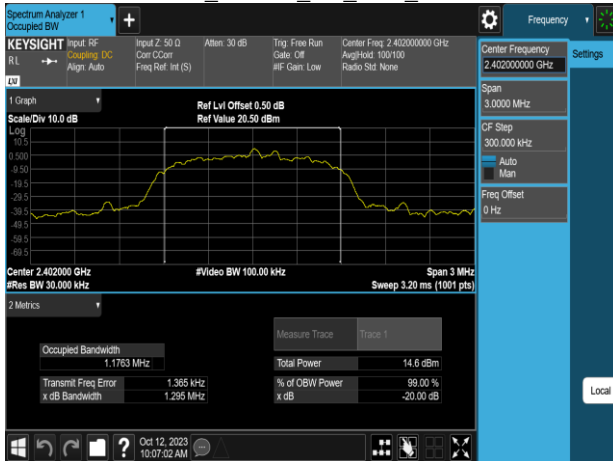 Spectrum Analyzer 1
Occupied BW
Frequency
KEYSIGHT Input: RF Input Z: 50 Ω Atten: 30 dB Trig: Free Run Center Freq: 2.402000000 GHz
RL Coupling: DC Corr CCorr Gate: Off Avg|Hold: 100/100
Align: Auto Freq Ref: Int (S) #IF Gain: Low Radio Std: None
LXI
Center Frequency
2.402000000 GHz
Settings
Span
3.0000 MHz
CF Step
300.000 kHz
Auto
Man
Freq Offset
0 Hz
Local
1 Graph
Ref Lvl Offset 0.50 dB
Scale/Div 10.0 dB Ref Value 20.50 dBm
Log
10.5
0.500
-9.50
-19.5
-29.5
-39.5
-49.5
-59.5
-69.5
Center 2.402000 GHz #Video BW 100.00 kHz Span 3 MHz
#Res BW 30.000 kHz Sweep 3.20 ms (1001 pts)
2 Metrics
Measure Trace Trace 1
Occupied Bandwidth
1.1763 MHz Total Power 14.6 dBm
Transmit Freq Error 1.365 kHz % of OBW Power 99.00 %
x dB Bandwidth 1.295 MHz x dB -20.00 dB
Oct 12, 2023
10:07:02 AM